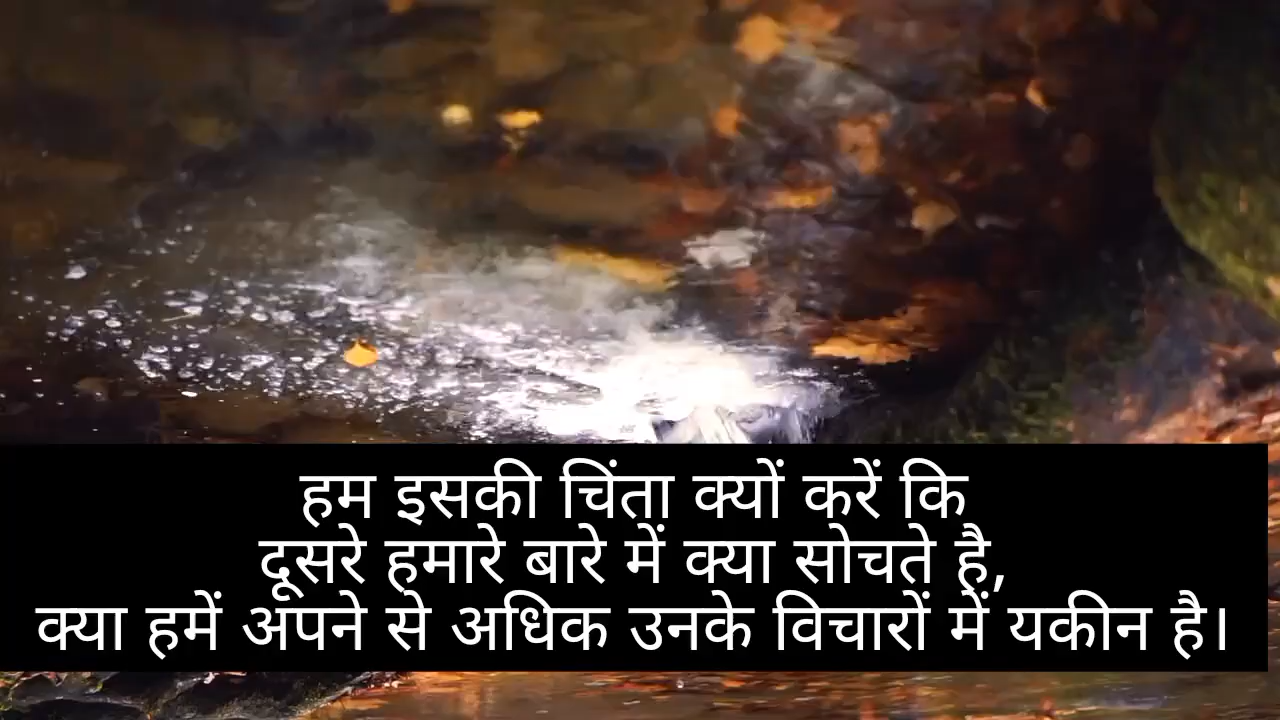 हम इसकी चिंता क्यों करें कि
दूसरे हमारे बारे में क्या सोचते है,
क्या हमें अपने से अधिक उनके विचारों में यकीन है।